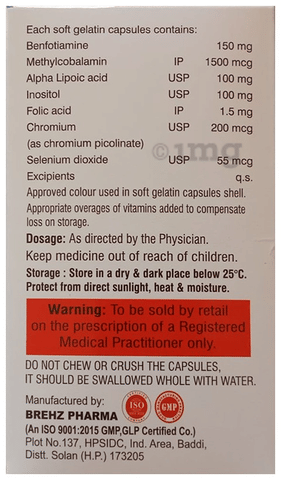 Each soft gelatin capsules contains:
Benfotiamine 150 mg
Methylcobalamin IP 1500 mcg
Alpha Lipoic acid USP 100 mg
Inositol USP 100 mg
Folic acid IP 1.5 mg
Chromium USP 200 mcg
(as chromium picolinate)
1mg
Selenium dioxide USP 55 mcg
Excipients q.s.
Approved colour used in soft gelatin capsules shell.
Appropriate overages of vitamins added to compensate
loss on storage.
Dosage: As directed by the Physician.
Keep medicine out of reach of children.
Storage : Store in a dry & dark place below 25°C.
Protect from direct sunlight, heat & moisture.
Warning: To be sold by retail
on the prescription of a Registered
Medical Practitioner only.
DO NOT CHEW OR CRUSH THE CAPSULES,
IT SHOULD BE SWALLOWED WHOLE WITH WATER.
Manufactured by:
BREHZ PHARMA
ISO
GMP
(An ISO 9001:2015 GMP,GLP Certified Co.)
Plot No.137, HPSIDC, Ind. Area, Baddi,
Distt. Solan (H.P.) 173205